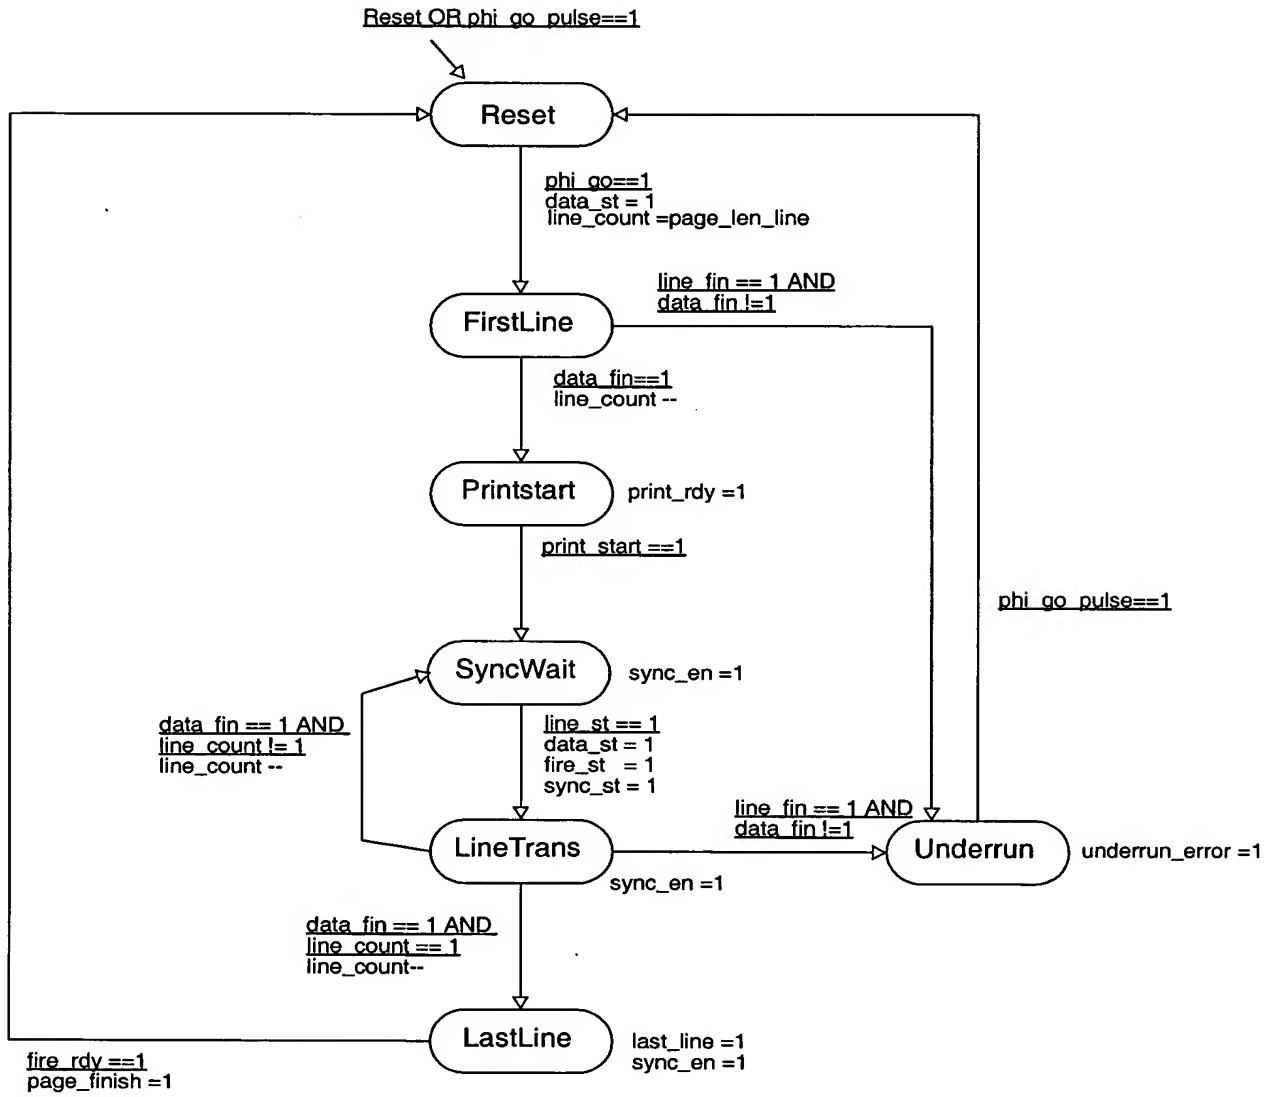 Reset OR phi_go_pulse==1
Reset
phi_go==1
data_st = 1
line_count =page_len_line
line_fin == 1 AND
data_fin !=1
FirstLine
data_fin==1
line_count --
Printstart
print_rdy =1
print_start ==1
phi_go_pulse==1
SyncWait
sync_en =1
data_fin == 1 AND
line_count != 1
line_count --
line_st == 1
data_st = 1
fire_st = 1
sync_st = 1
line_fin == 1 AND
data_fin !=1
LineTrans
sync_en =1
Underrun
underrun_error =1
data_fin == 1 AND
line_count == 1
line_count--
LastLine
last_line =1
sync_en =1
fire_rdy ==1
page_finish =1